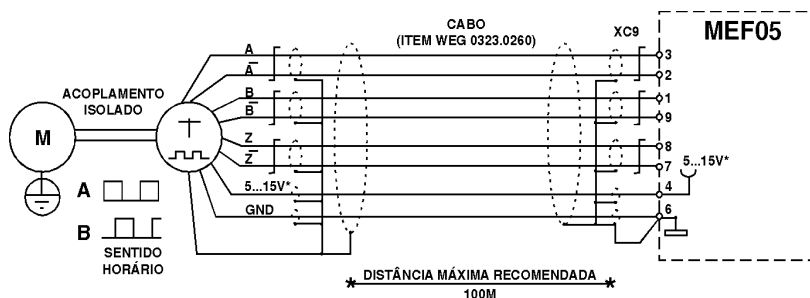 CABO
(ITEM WEG 0323.0260)
XC9
MEF05
ACOPLAMENTO
ISOLADO
M
A
A̅
B
B̅
Z
Z̅
5...15V*
GND
3
2
1
9
8
7
4
6
5...15V*
A
B
SENTIDO
HORÁRIO
* DISTÂNCIA MÁXIMA RECOMENDADA *
100M